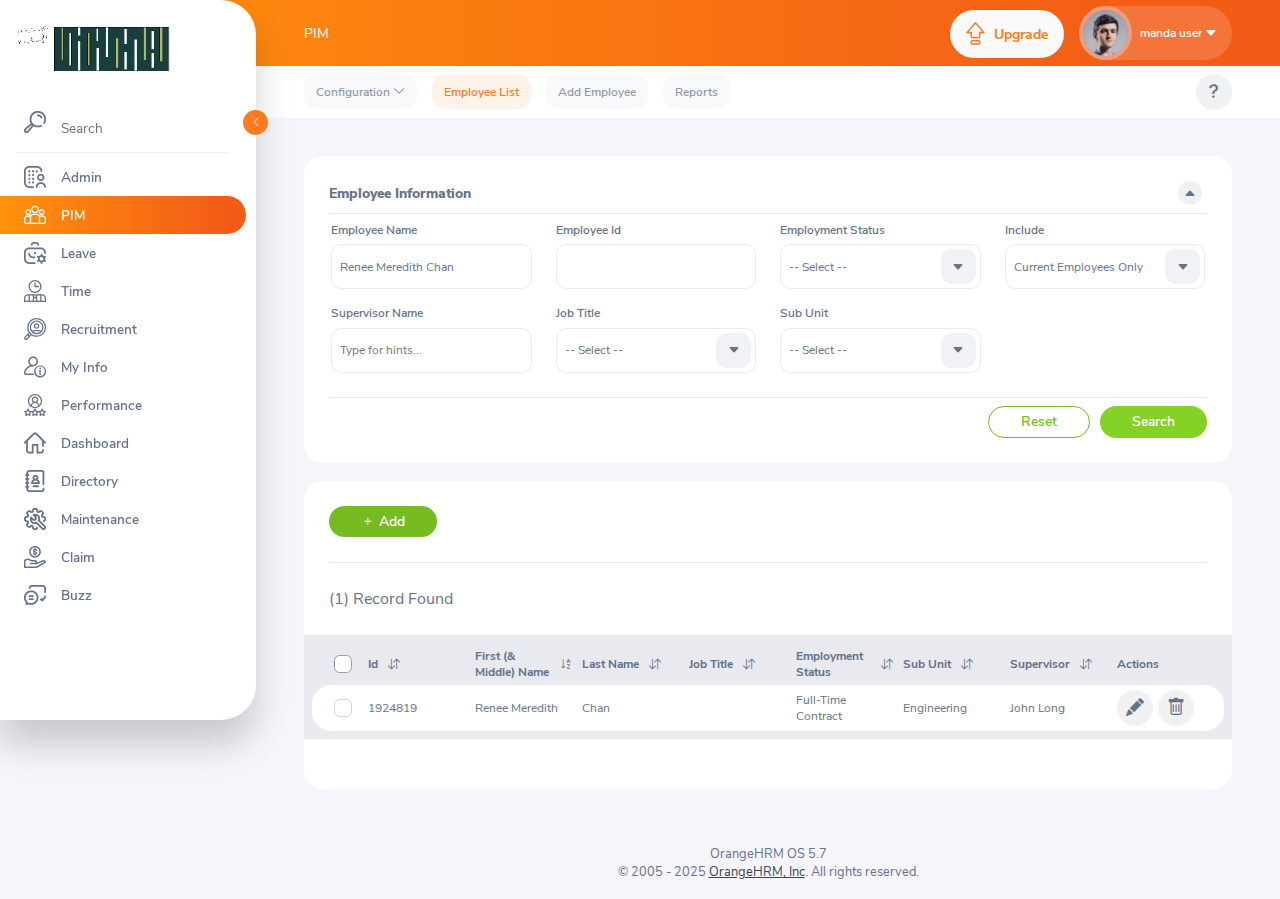 PIM
Upgrade
manda user
Configuration
Employee List
Add Employee
Reports
?
Search
Admin
PIM
Leave
Time
Recruitment
My Info
Performance
Dashboard
Directory
Maintenance
Claim
Buzz
Employee Information
Employee Name
Employee Id
Employment Status
Include
Renee Meredith Chan
-- Select --
Current Employees Only
Supervisor Name
Job Title
Sub Unit
Type for hints...
-- Select --
-- Select --
Reset
Search
+ Add
(1) Record Found
Id
First (& Middle) Name
Last Name
Job Title
Employment Status
Sub Unit
Supervisor
Actions
1924819
Renee Meredith
Chan
Full-Time Contract
Engineering
John Long
OrangeHRM OS 5.7
© 2005 - 2025 OrangeHRM, Inc. All rights reserved.